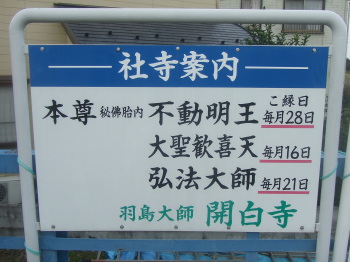 社寺案内
ご縁日
本尊 秘佛胎内 不動明王 毎月28日
大聖歓喜天 毎月16日
弘法大師 毎月21日
羽島大師 開白寺